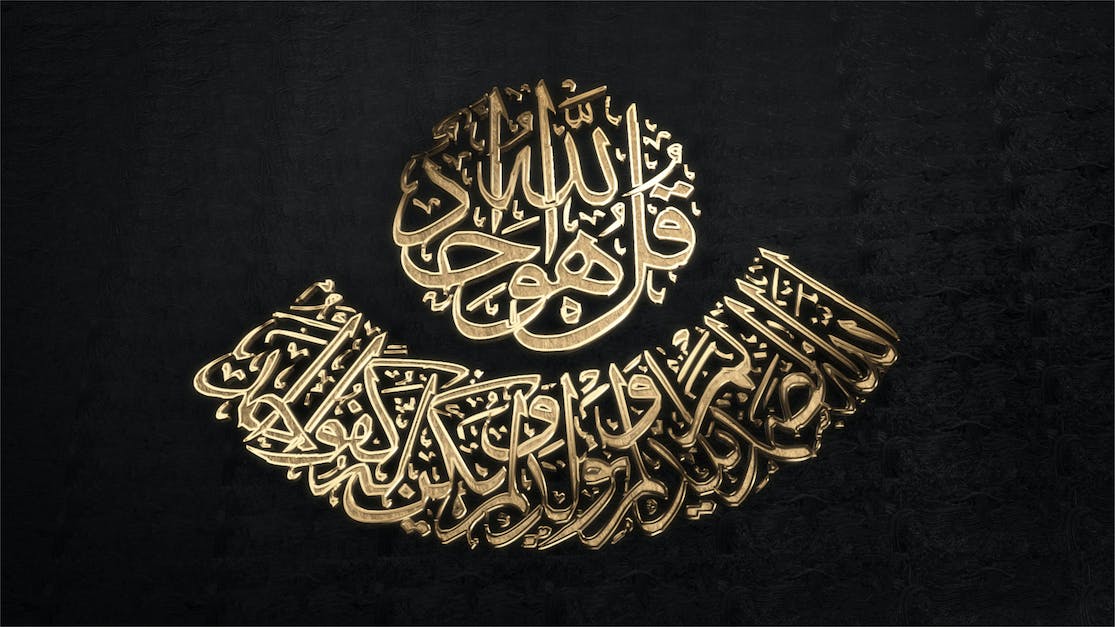 قُلْ هُوَ اللَّهُ أَحَدٌ
اللَّهُ الصَّمَدُ لَمْ يَلِدْ وَلَمْ يُولَدْ وَلَمْ يَكُنْ لَهُ كُفُوًا أَحَدٌ